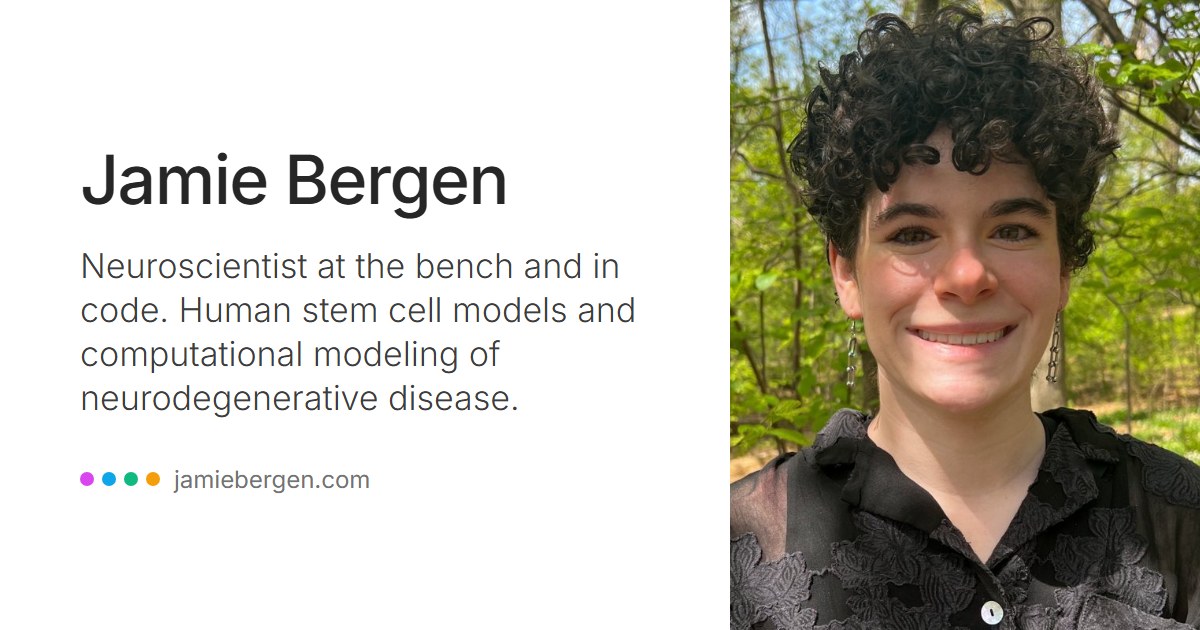 Jamie Bergen
Neuroscientist at the bench and in
code. Human stem cell models and
computational modeling of
neurodegenerative disease.
jamiebergen.com